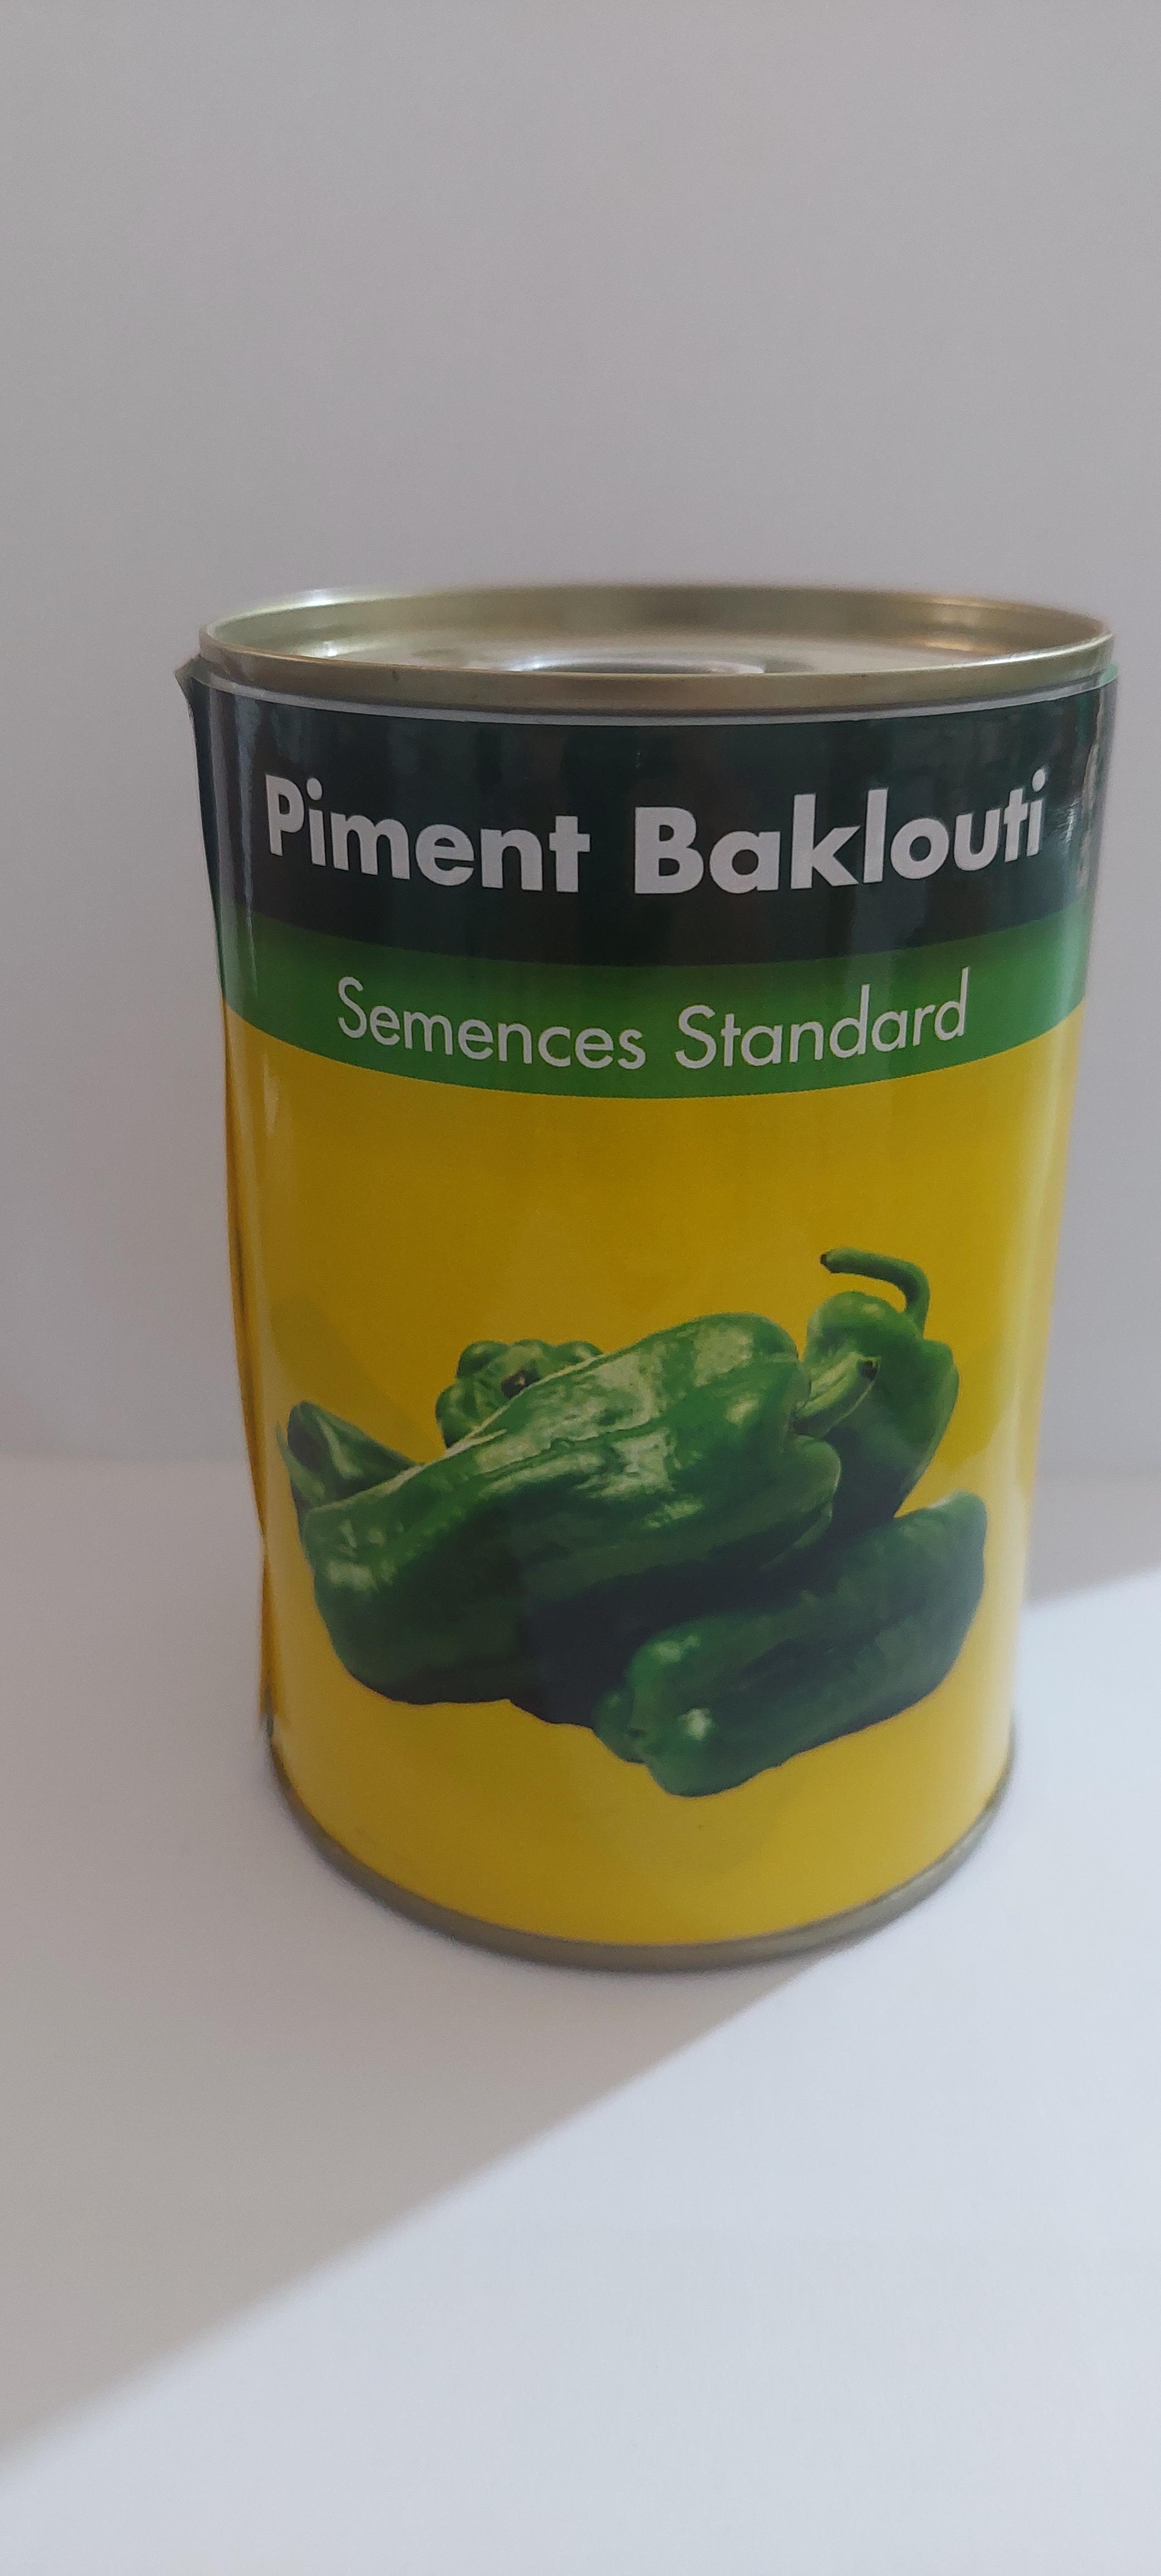 Piment Baklouti
Semences Standard